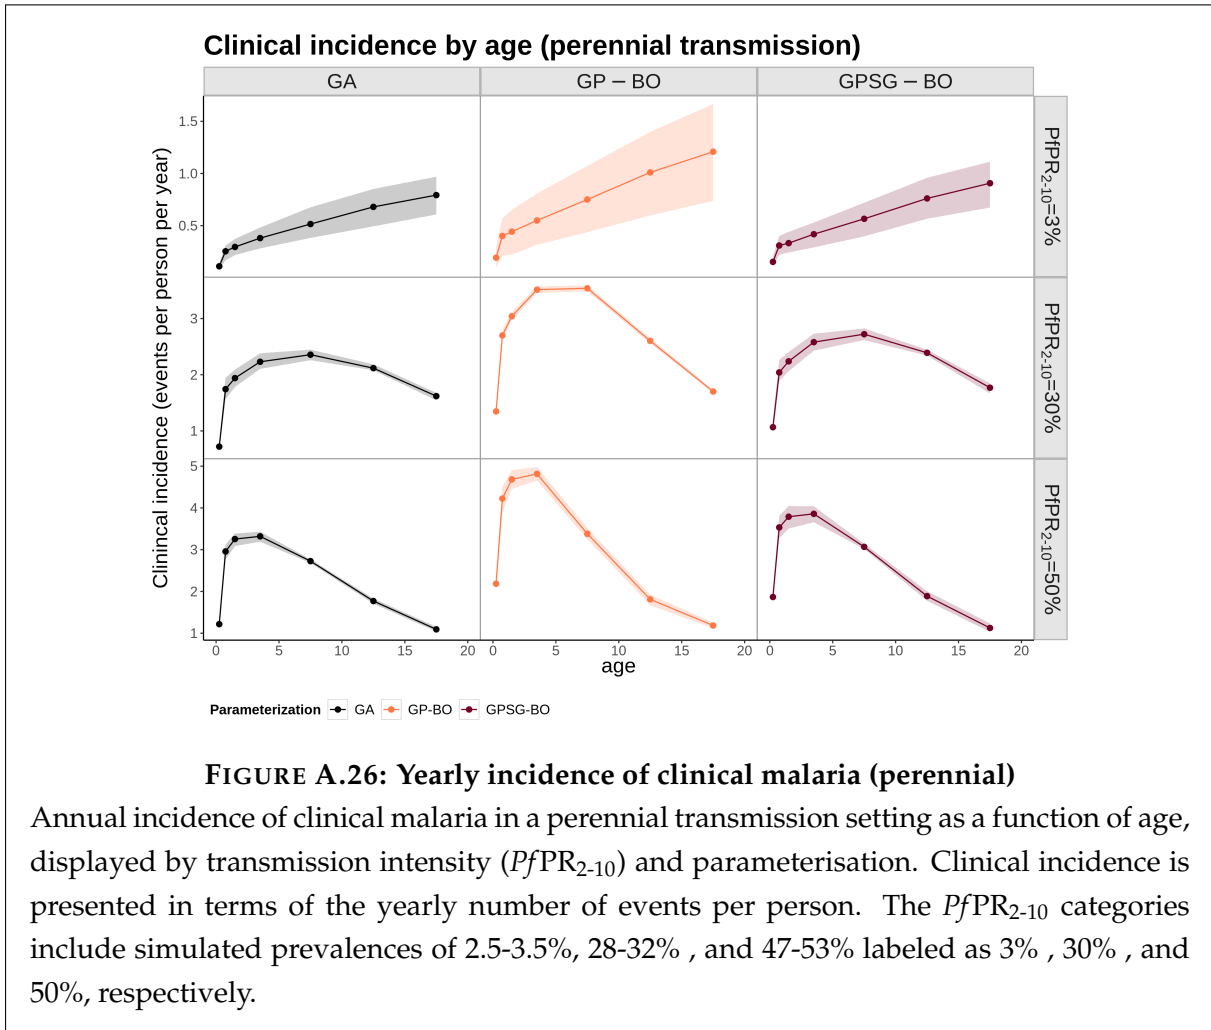 Clinical incidence by age (perennial transmission)
GA
GP − BO
GPSG − BO
Clinincal incidence (events per person per year)
1.5
1.0
0.5
PfPR2-10=3%
3
2
1
PfPR2-10=30%
5
4
3
2
1
PfPR2-10=50%
0 5 10 15 20
0 5 10 15 20
0 5 10 15 20
age
Parameterization GA GP-BO GPSG-BO
FIGURE A.26: Yearly incidence of clinical malaria (perennial)
Annual incidence of clinical malaria in a perennial transmission setting as a function of age,
displayed by transmission intensity (PfPR2-10) and parameterisation. Clinical incidence is
presented in terms of the yearly number of events per person. The PfPR2-10 categories
include simulated prevalences of 2.5-3.5%, 28-32% , and 47-53% labeled as 3% , 30% , and
50%, respectively.